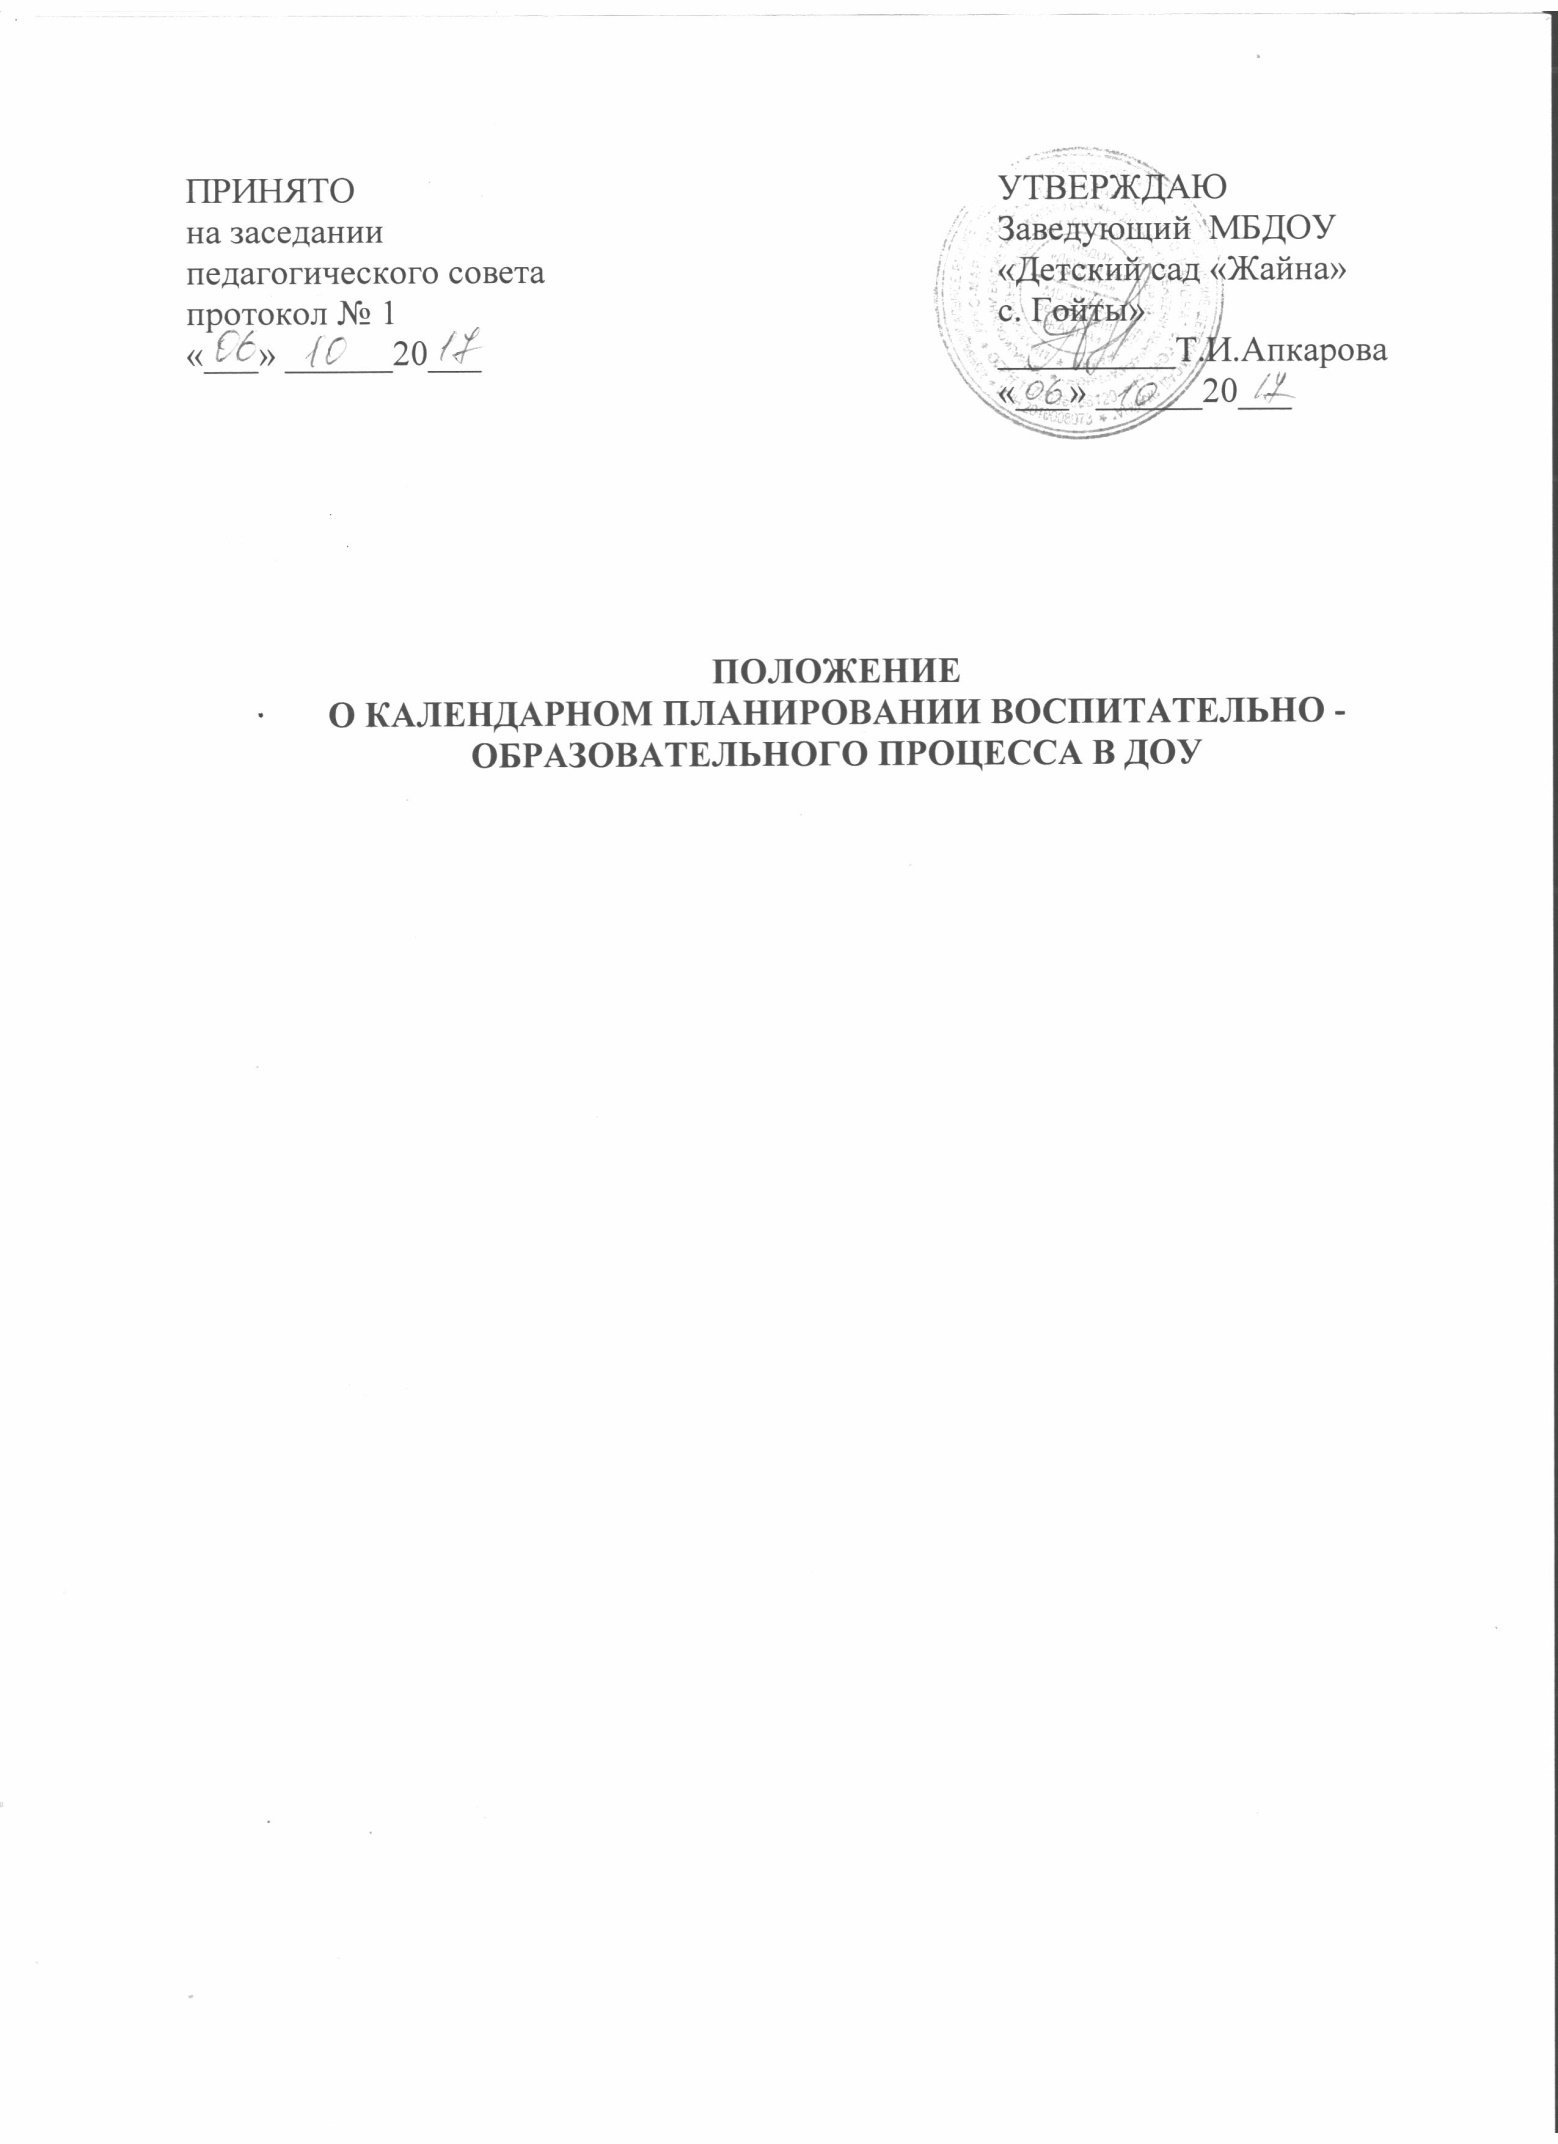 ПРИНЯТО
на заседании
педагогического совета
протокол № 1
«06» 10 2017
УТВЕРЖДАЮ
Заведующий МБДОУ
«Детский сад «Жайна»
с. Гойты»
Т.И.Апкарова
«06» 10 2017
ПОЛОЖЕНИЕ
О КАЛЕНДАРНОМ ПЛАНИРОВАНИИ ВОСПИТАТЕЛЬНО -
ОБРАЗОВАТЕЛЬНОГО ПРОЦЕССА В ДОУ